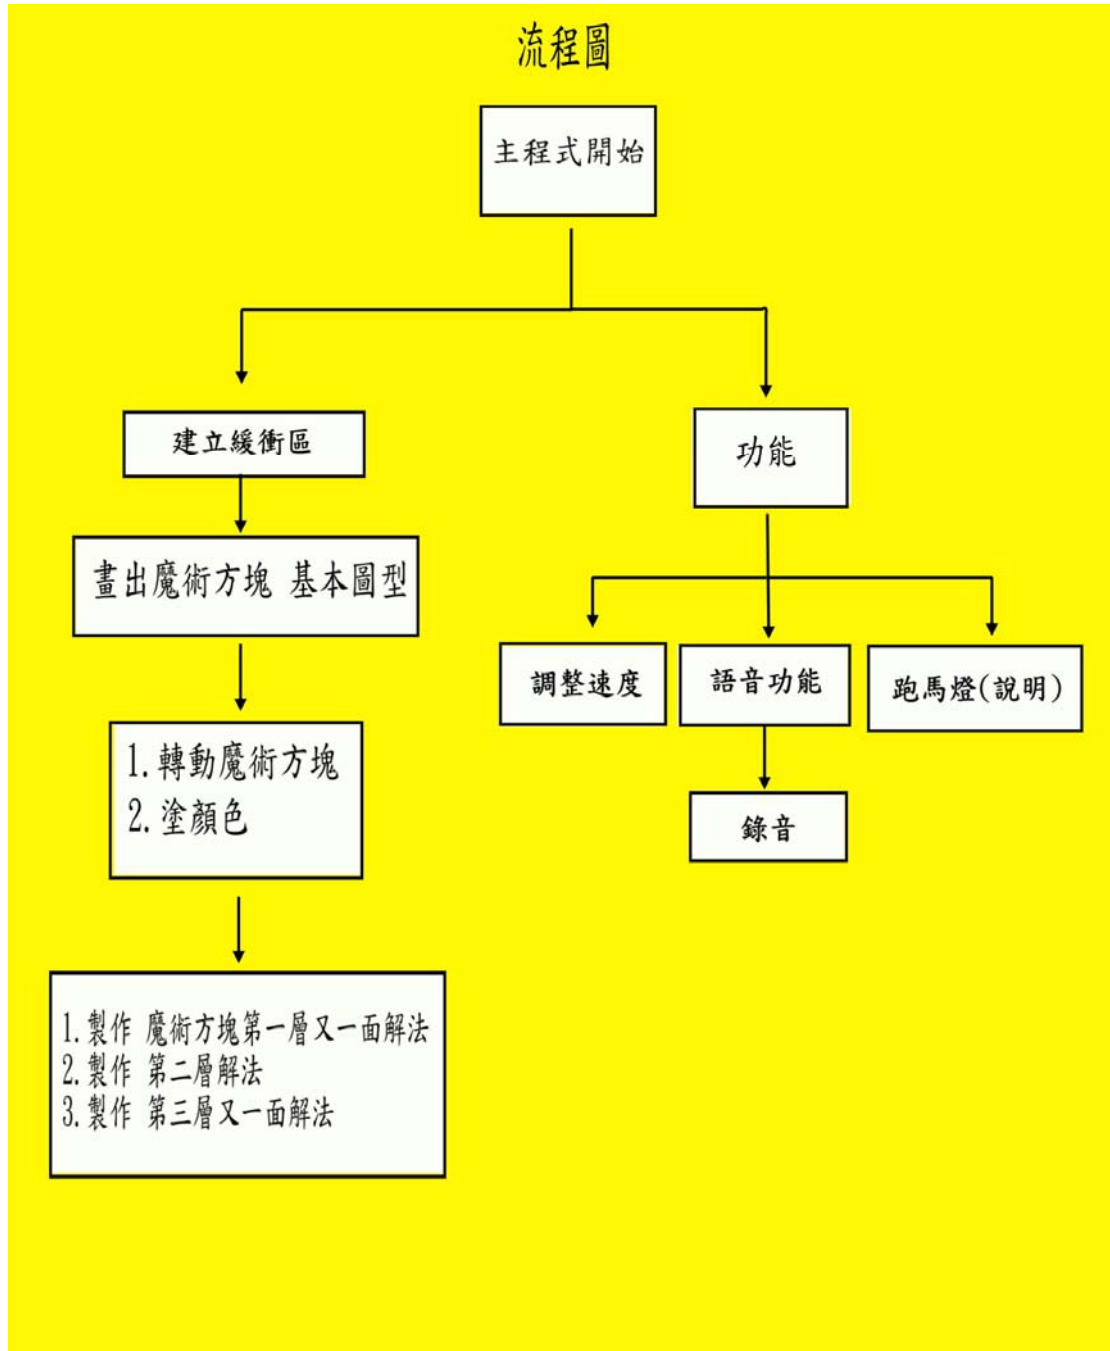 流程圖
主程式開始
建立緩衝區
功能
畫出魔術方塊 基本圖型
調整速度
語音功能
跑馬燈(說明)
1.轉動魔術方塊
2.塗顏色
錄音
1.製作 魔術方塊第一層又一面解法
2.製作 第二層解法
3.製作 第三層又一面解法